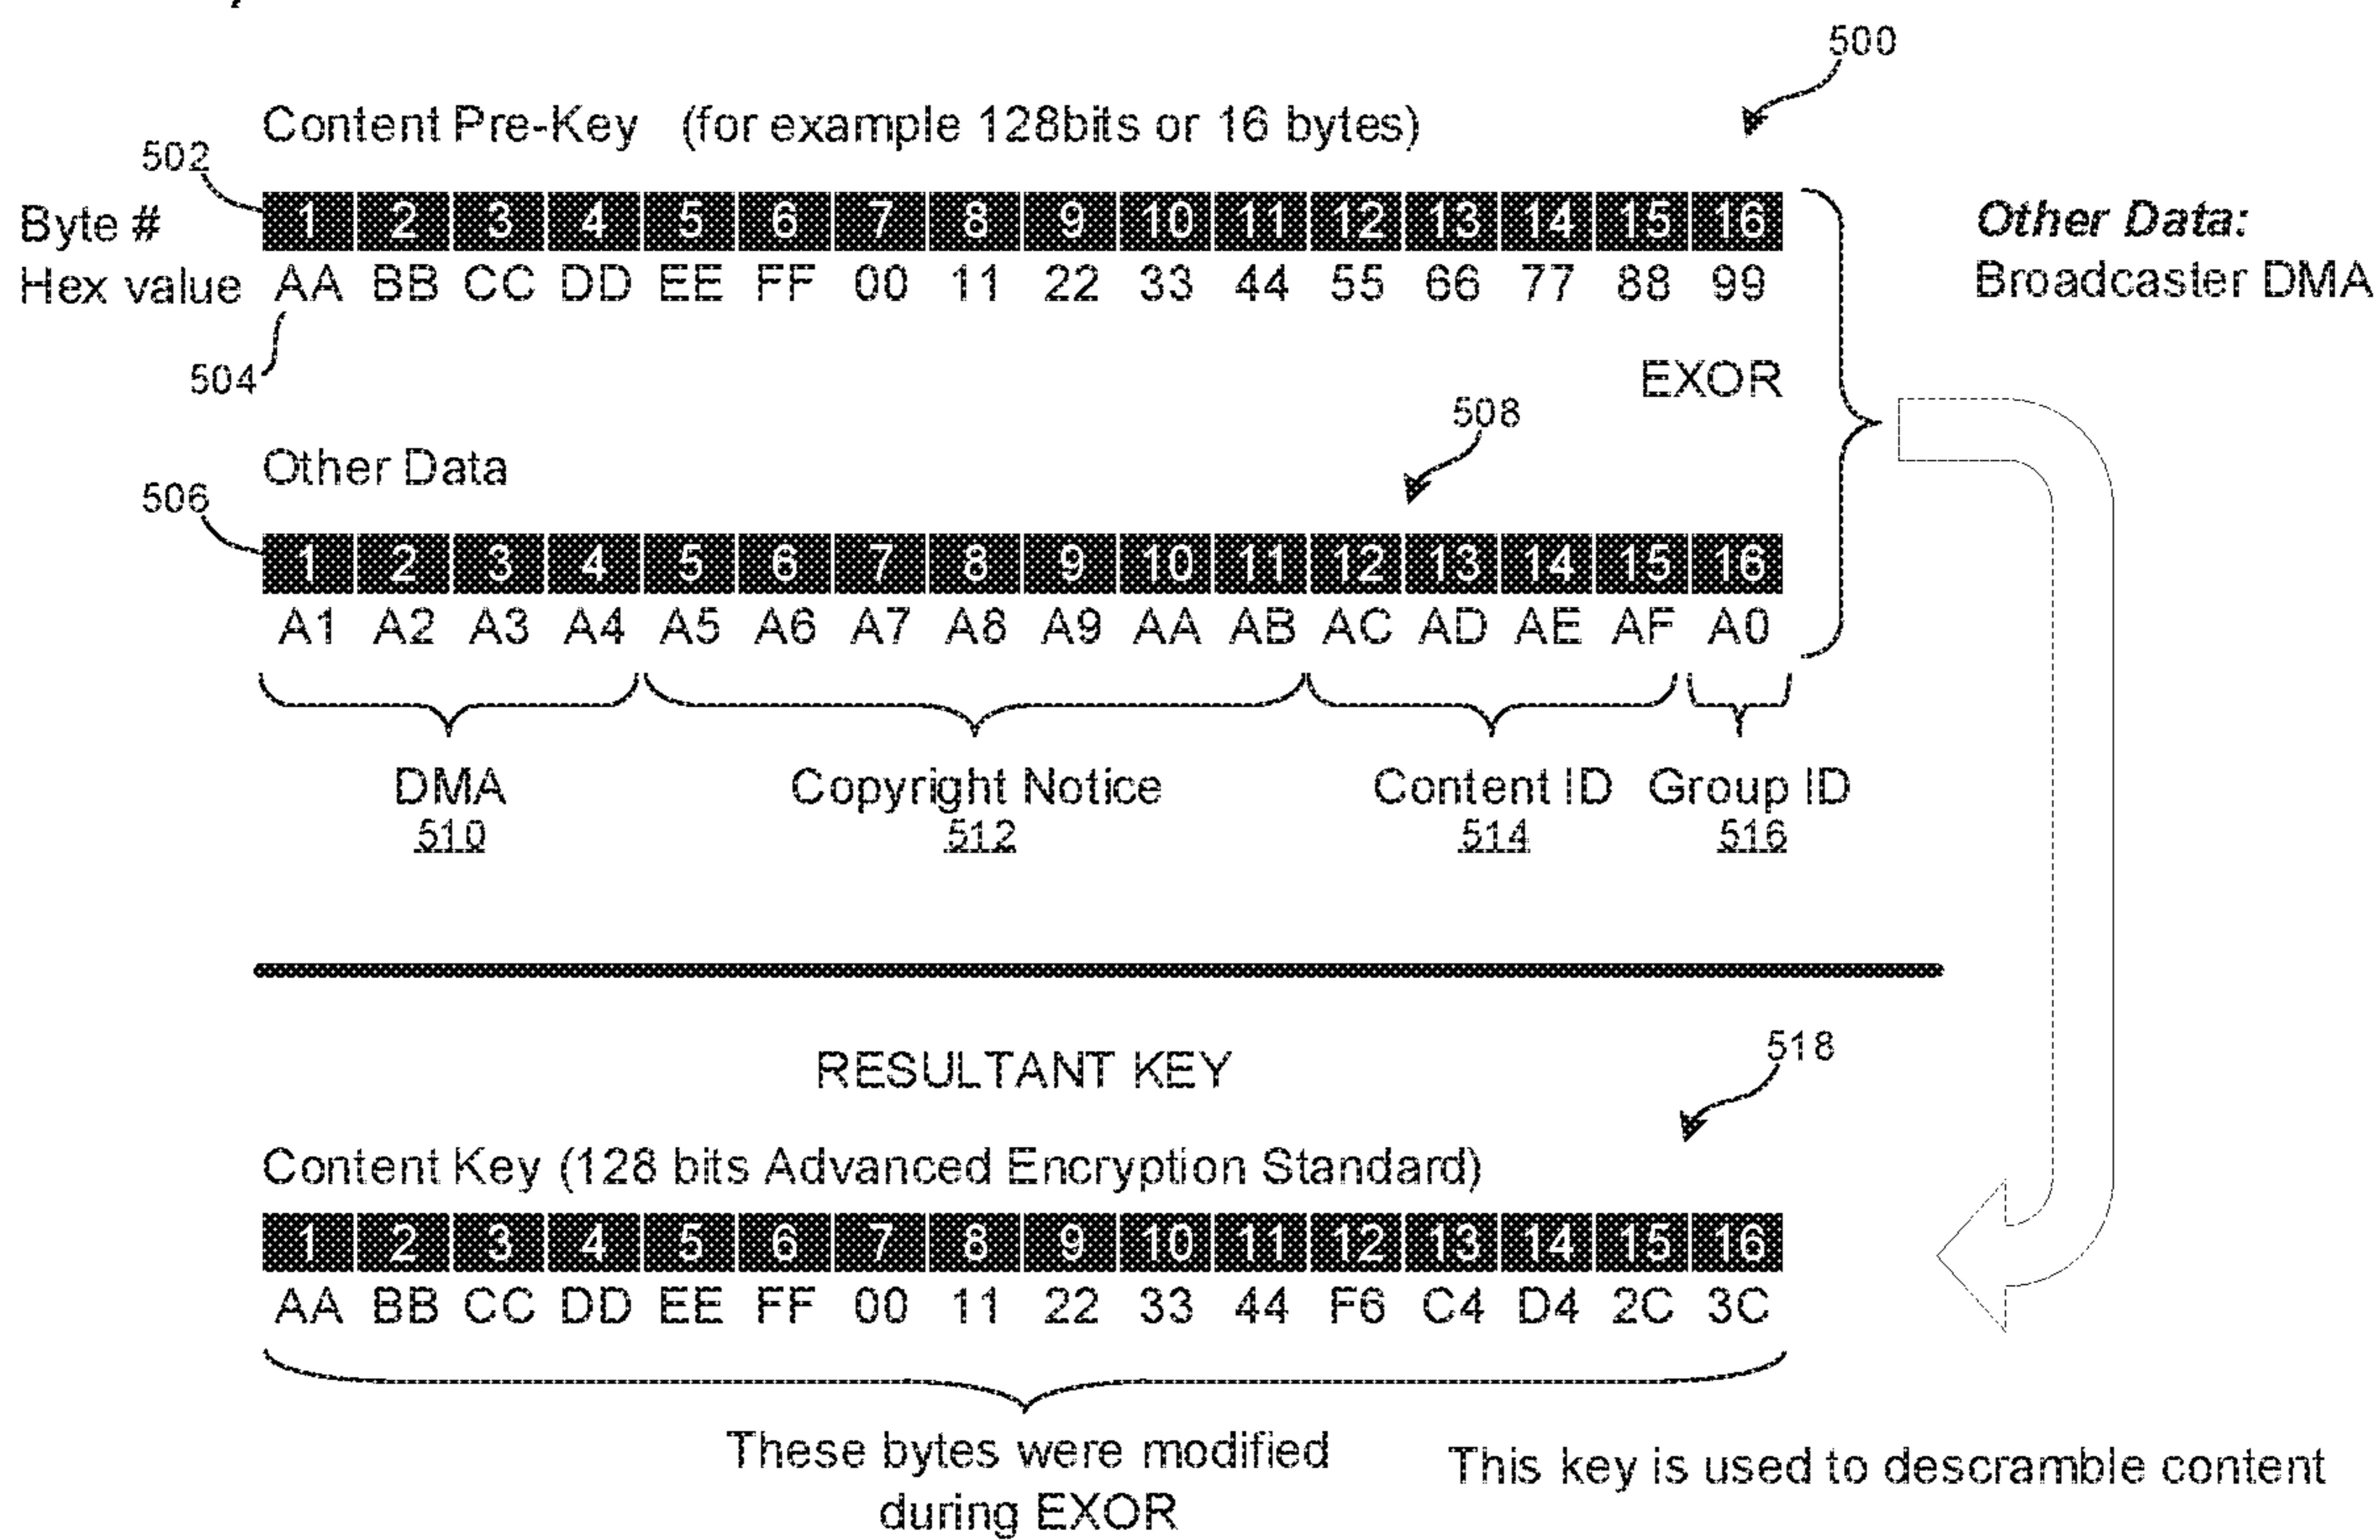 500
Content Pre-Key (for example 128bits or 16 bytes)
502
Byte # 1 2 3 4 5 6 7 8 9 10 11 12 13 14 15 16
Hex value AA BB CC DD EE FF 00 11 22 33 44 55 66 77 88 99
Other Data:
Broadcaster DMA
504
EXOR
508
Other Data
506
1 2 3 4 5 6 7 8 9 10 11 12 13 14 15 16
A1 A2 A3 A4 A5 A6 A7 A8 A9 AA AB AC AD AE AF A0
DMA Copyright Notice Content ID Group ID
510 512 514 516
RESULTANT KEY
518
Content Key (128 bits Advanced Encryption Standard)
1 2 3 4 5 6 7 8 9 10 11 12 13 14 15 16
AA BB CC DD EE FF 00 11 22 33 44 F6 C4 D4 2C 3C
These bytes were modified
during EXOR
This key is used to descramble content